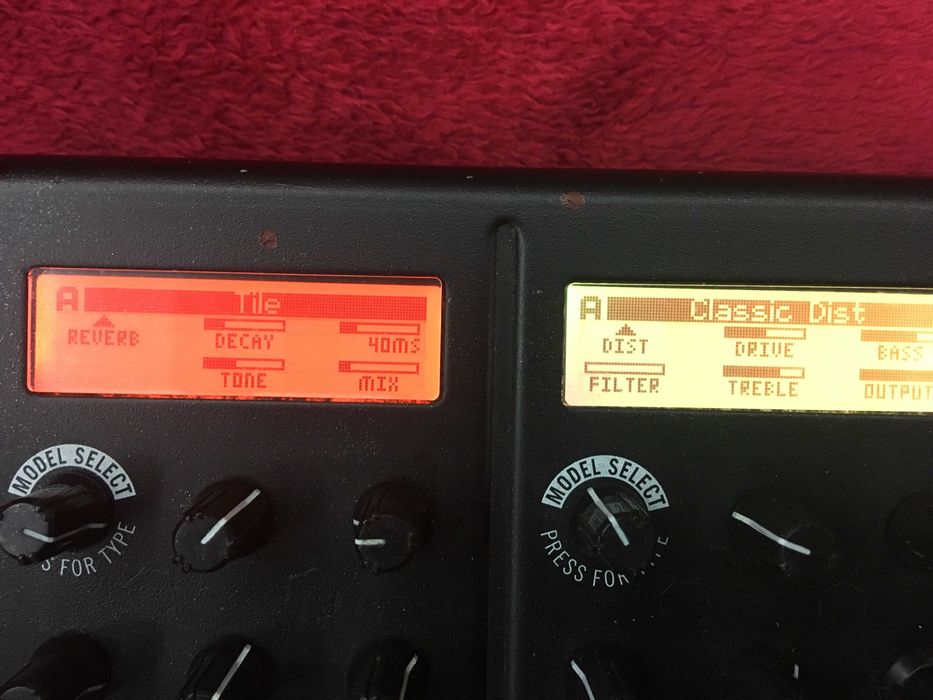 A Tile
REVERB DECAY 40MS
TONE MIX
A Classic Dist
DIST DRIVE BASS
FILTER TREBLE OUTPUT
MODEL SELECT
S FOR TYPE
MODEL SELECT
PRESS FOR